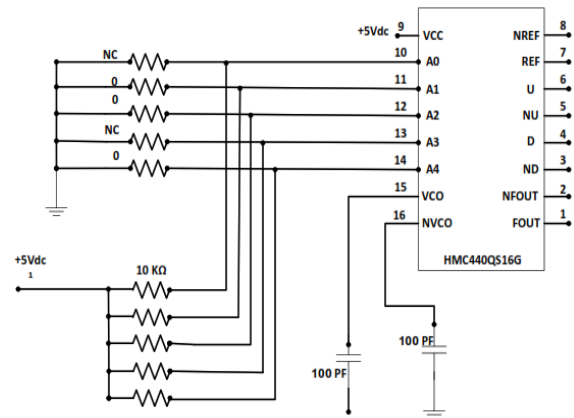 +5Vdc 9 VCC NREF 8
NC 10 A0 REF 7
0 11 A1 U 6
0 12 A2 NU 5
NC 13 A3 D 4
0 14 A4 ND 3
15 VCO NFOUT 2
16 NVCO FOUT 1
HMC440QS16G
+5Vdc
1
10 KΩ
100 PF
100 PF